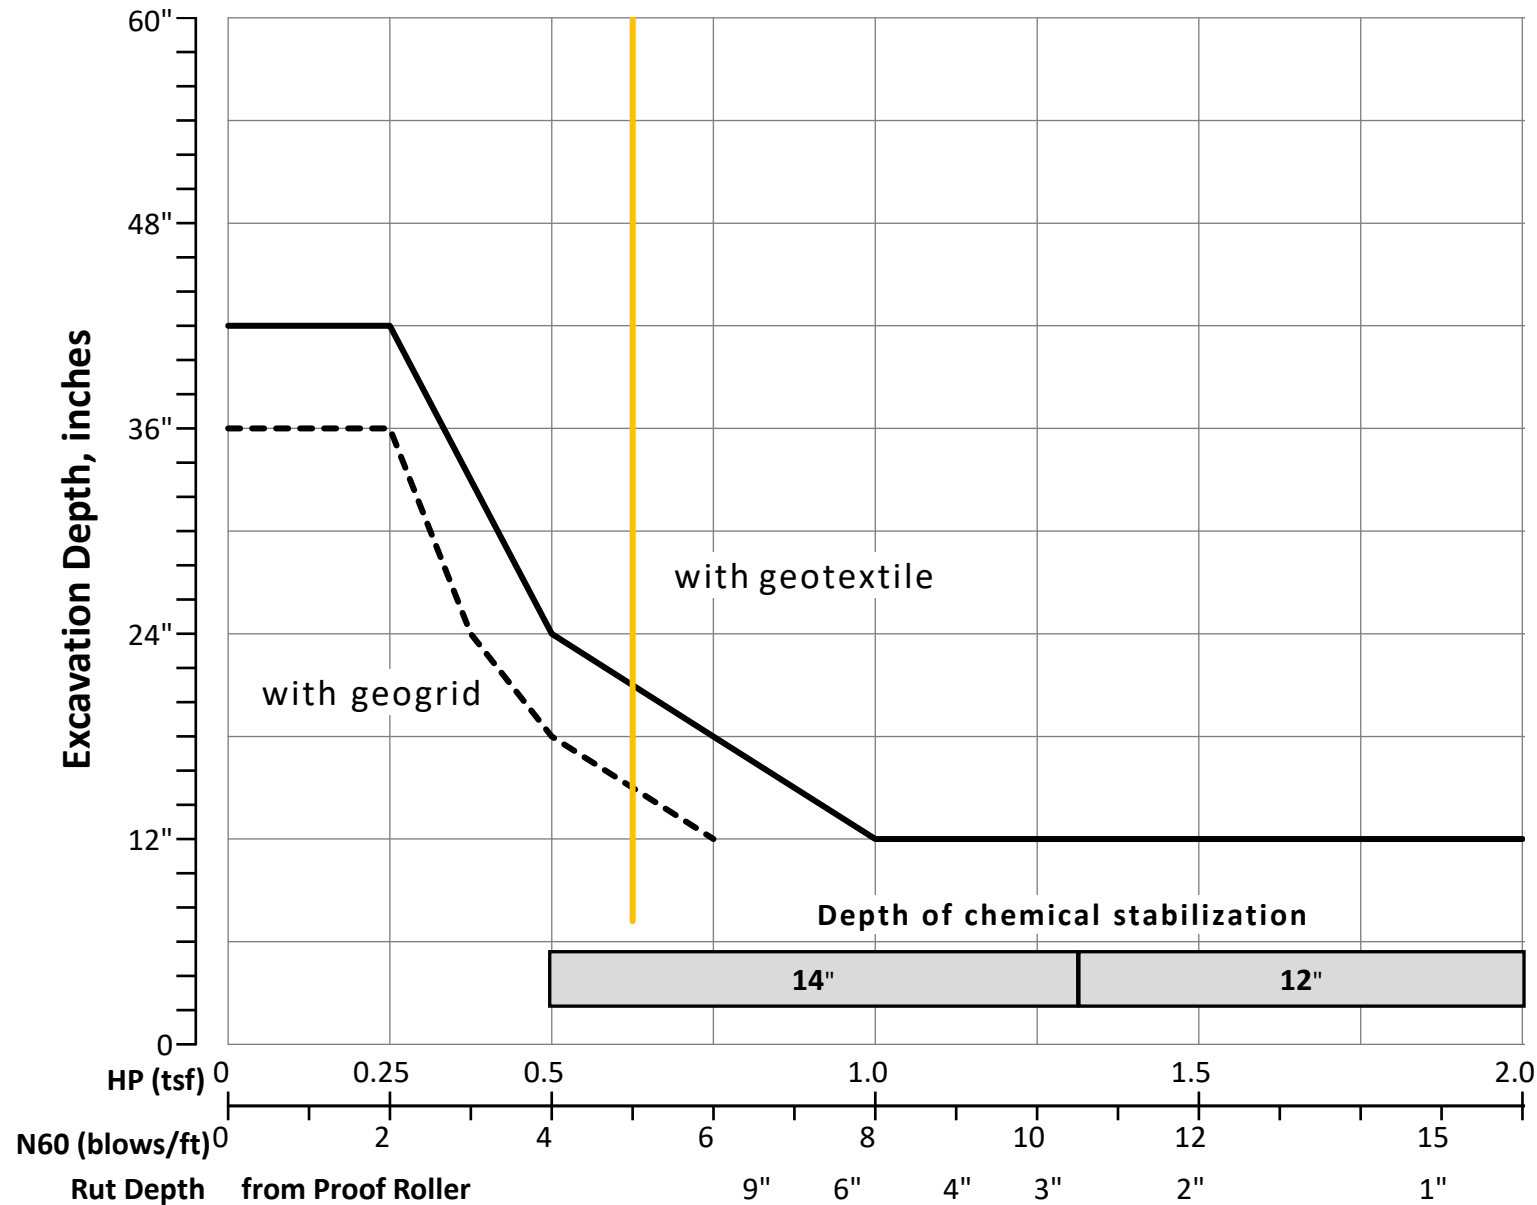 60"
48"
36"
24"
12"
0
Excavation Depth, inches
with geotextile
with geogrid
Depth of chemical stabilization
14" 12"
HP (tsf) 0 0.25 0.5 1.0 1.5 2.0
N60 (blows/ft) 0 2 4 6 8 10 12 15
Rut Depth from Proof Roller 9" 6" 4" 3" 2" 1"